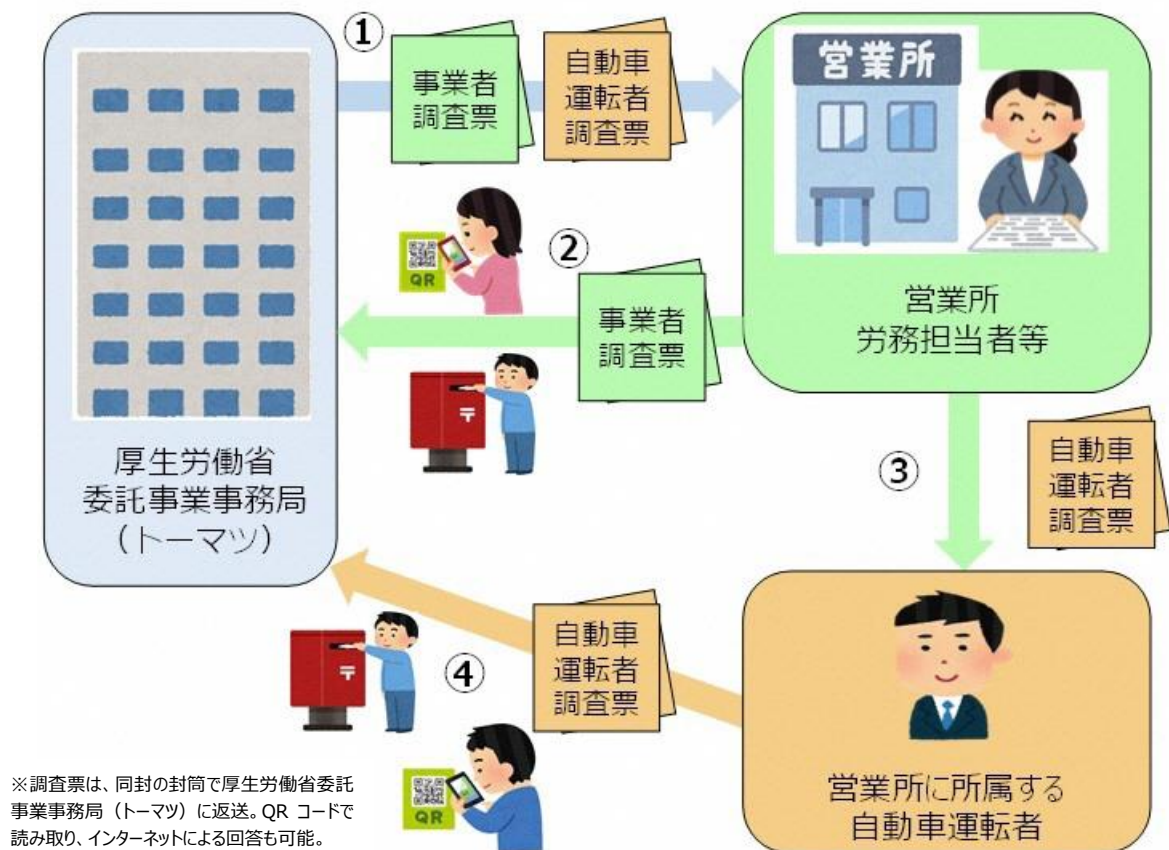 ①
事業者
調査票
自動車
運転者
調査票
営業所
QR
②
事業者
調査票
営業所
労務担当者等
〒
厚生労働省
委託事業事務局
（トーマツ）
③
自動車
運転者
調査票
自動車
運転者
調査票
〒
④
QR
営業所に所属する
自動車運転者
※調査票は、同封の封筒で厚生労働省委託
事業事務局（トーマツ）に返送。QR コードで
読み取り、インターネットによる回答も可能。